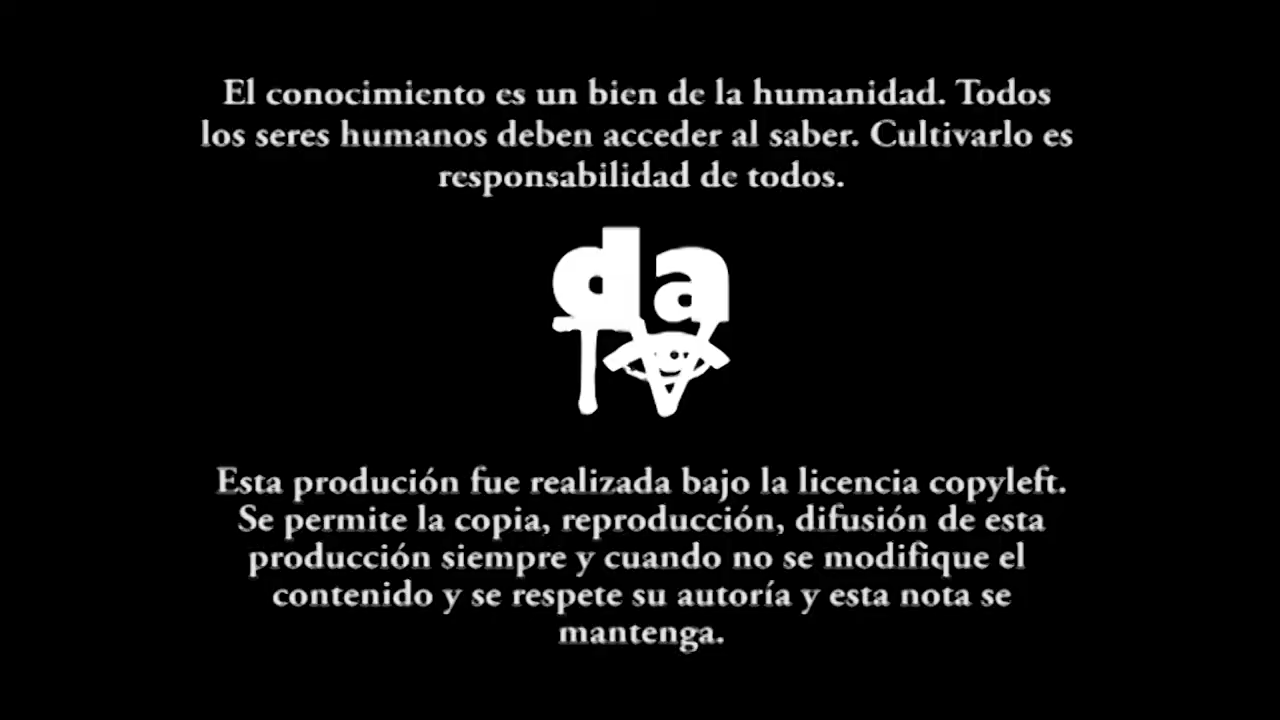 El conocimiento es un bien de la humanidad. Todos
los seres humanos deben acceder al saber. Cultivarlo es
responsabilidad de todos.
da
TV
Esta produción fue realizada bajo la licencia copyleft.
Se permite la copia, reproducción, difusión de esta
producción siempre y cuando no se modifique el
contenido y se respete su autoría y esta nota se
mantenga.